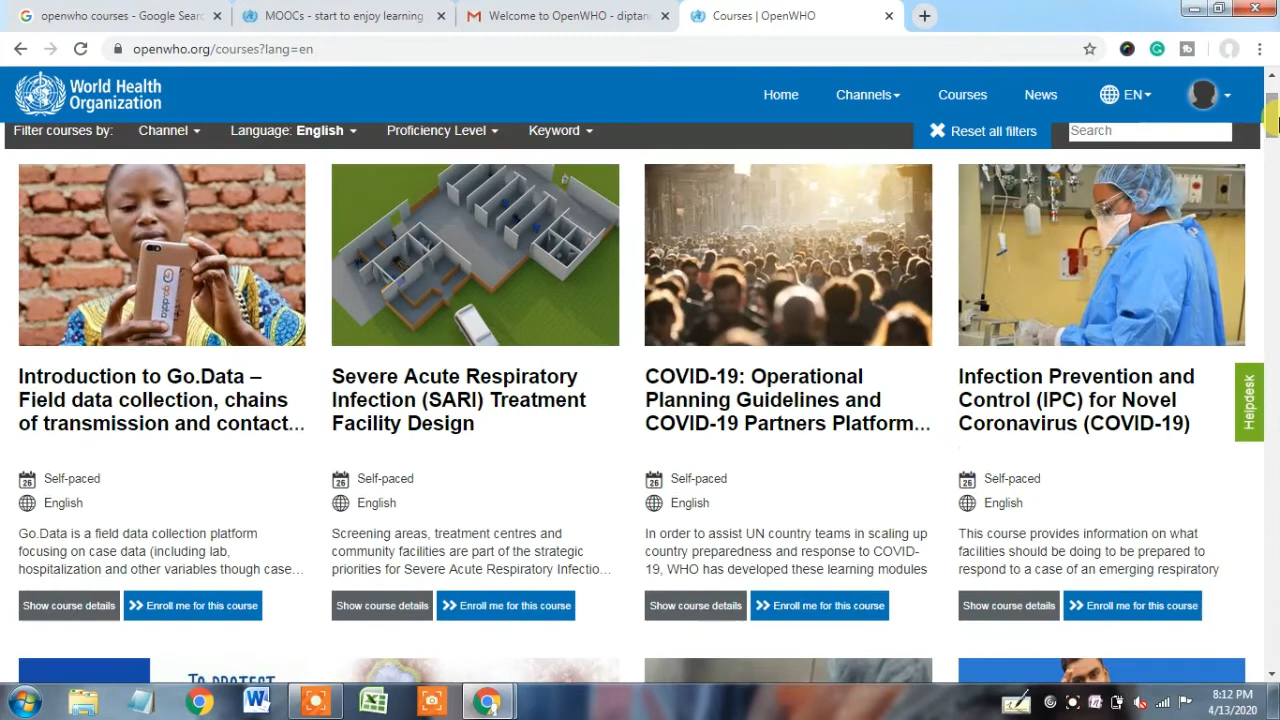 openwho courses - Google Searc
MOOCs - start to enjoy learning
Welcome to OpenWHO - diptan
Courses | OpenWHO
openwho.org/courses?lang=en
World Health
Organization
Home
Channels
Courses
News
EN
Filter courses by:
Channel
Language: English
Proficiency Level
Keyword
Reset all filters
Search
Introduction to Go.Data –
Field data collection, chains
of transmission and contact...
Self-paced
English
Go.Data is a field data collection platform
focusing on case data (including lab,
hospitalization and other variables though case...
Show course details
Enroll me for this course
Severe Acute Respiratory
Infection (SARI) Treatment
Facility Design
Self-paced
English
Screening areas, treatment centres and
community facilities are part of the strategic
priorities for Severe Acute Respiratory Infectio...
Show course details
Enroll me for this course
COVID-19: Operational
Planning Guidelines and
COVID-19 Partners Platform...
Self-paced
English
In order to assist UN country teams in scaling up
country preparedness and response to COVID-
19, WHO has developed these learning modules
Show course details
Enroll me for this course
Infection Prevention and
Control (IPC) for Novel
Coronavirus (COVID-19)
Self-paced
English
This course provides information on what
facilities should be doing to be prepared to
respond to a case of an emerging respiratory
Show course details
Enroll me for this course
Helpdesk
TO PROTECT
8:12 PM
4/13/2020